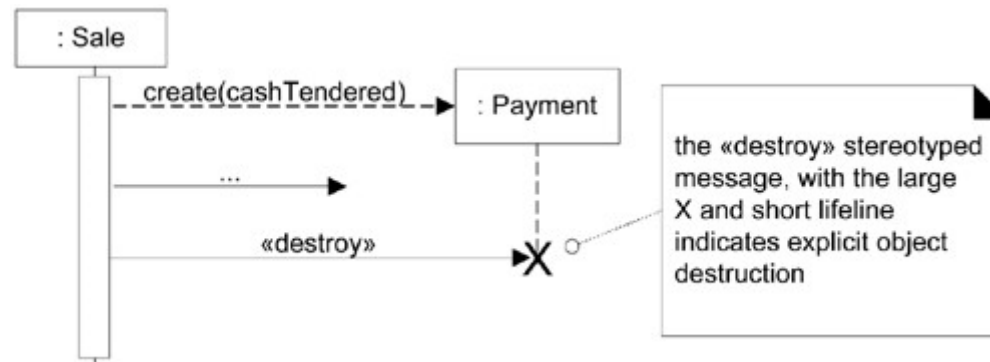 : Sale
create(cashTendered)
: Payment
...
«destroy»
X
the «destroy» stereotyped
message, with the large
X and short lifeline
indicates explicit object
destruction